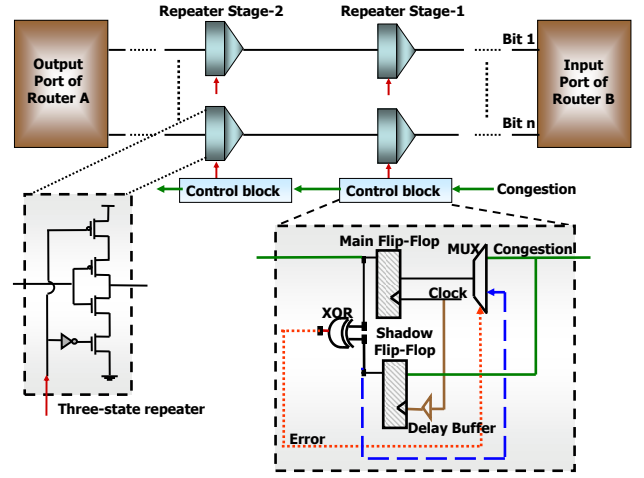 Repeater Stage-2
Repeater Stage-1
Output
Port of
Router A
Bit 1
Input
Port of
Router B
Bit n
Control block
Control block
Congestion
Main Flip-Flop
MUX
Congestion
Clock
XOR
Shadow
Flip-Flop
Three-state repeater
Delay Buffer
Error